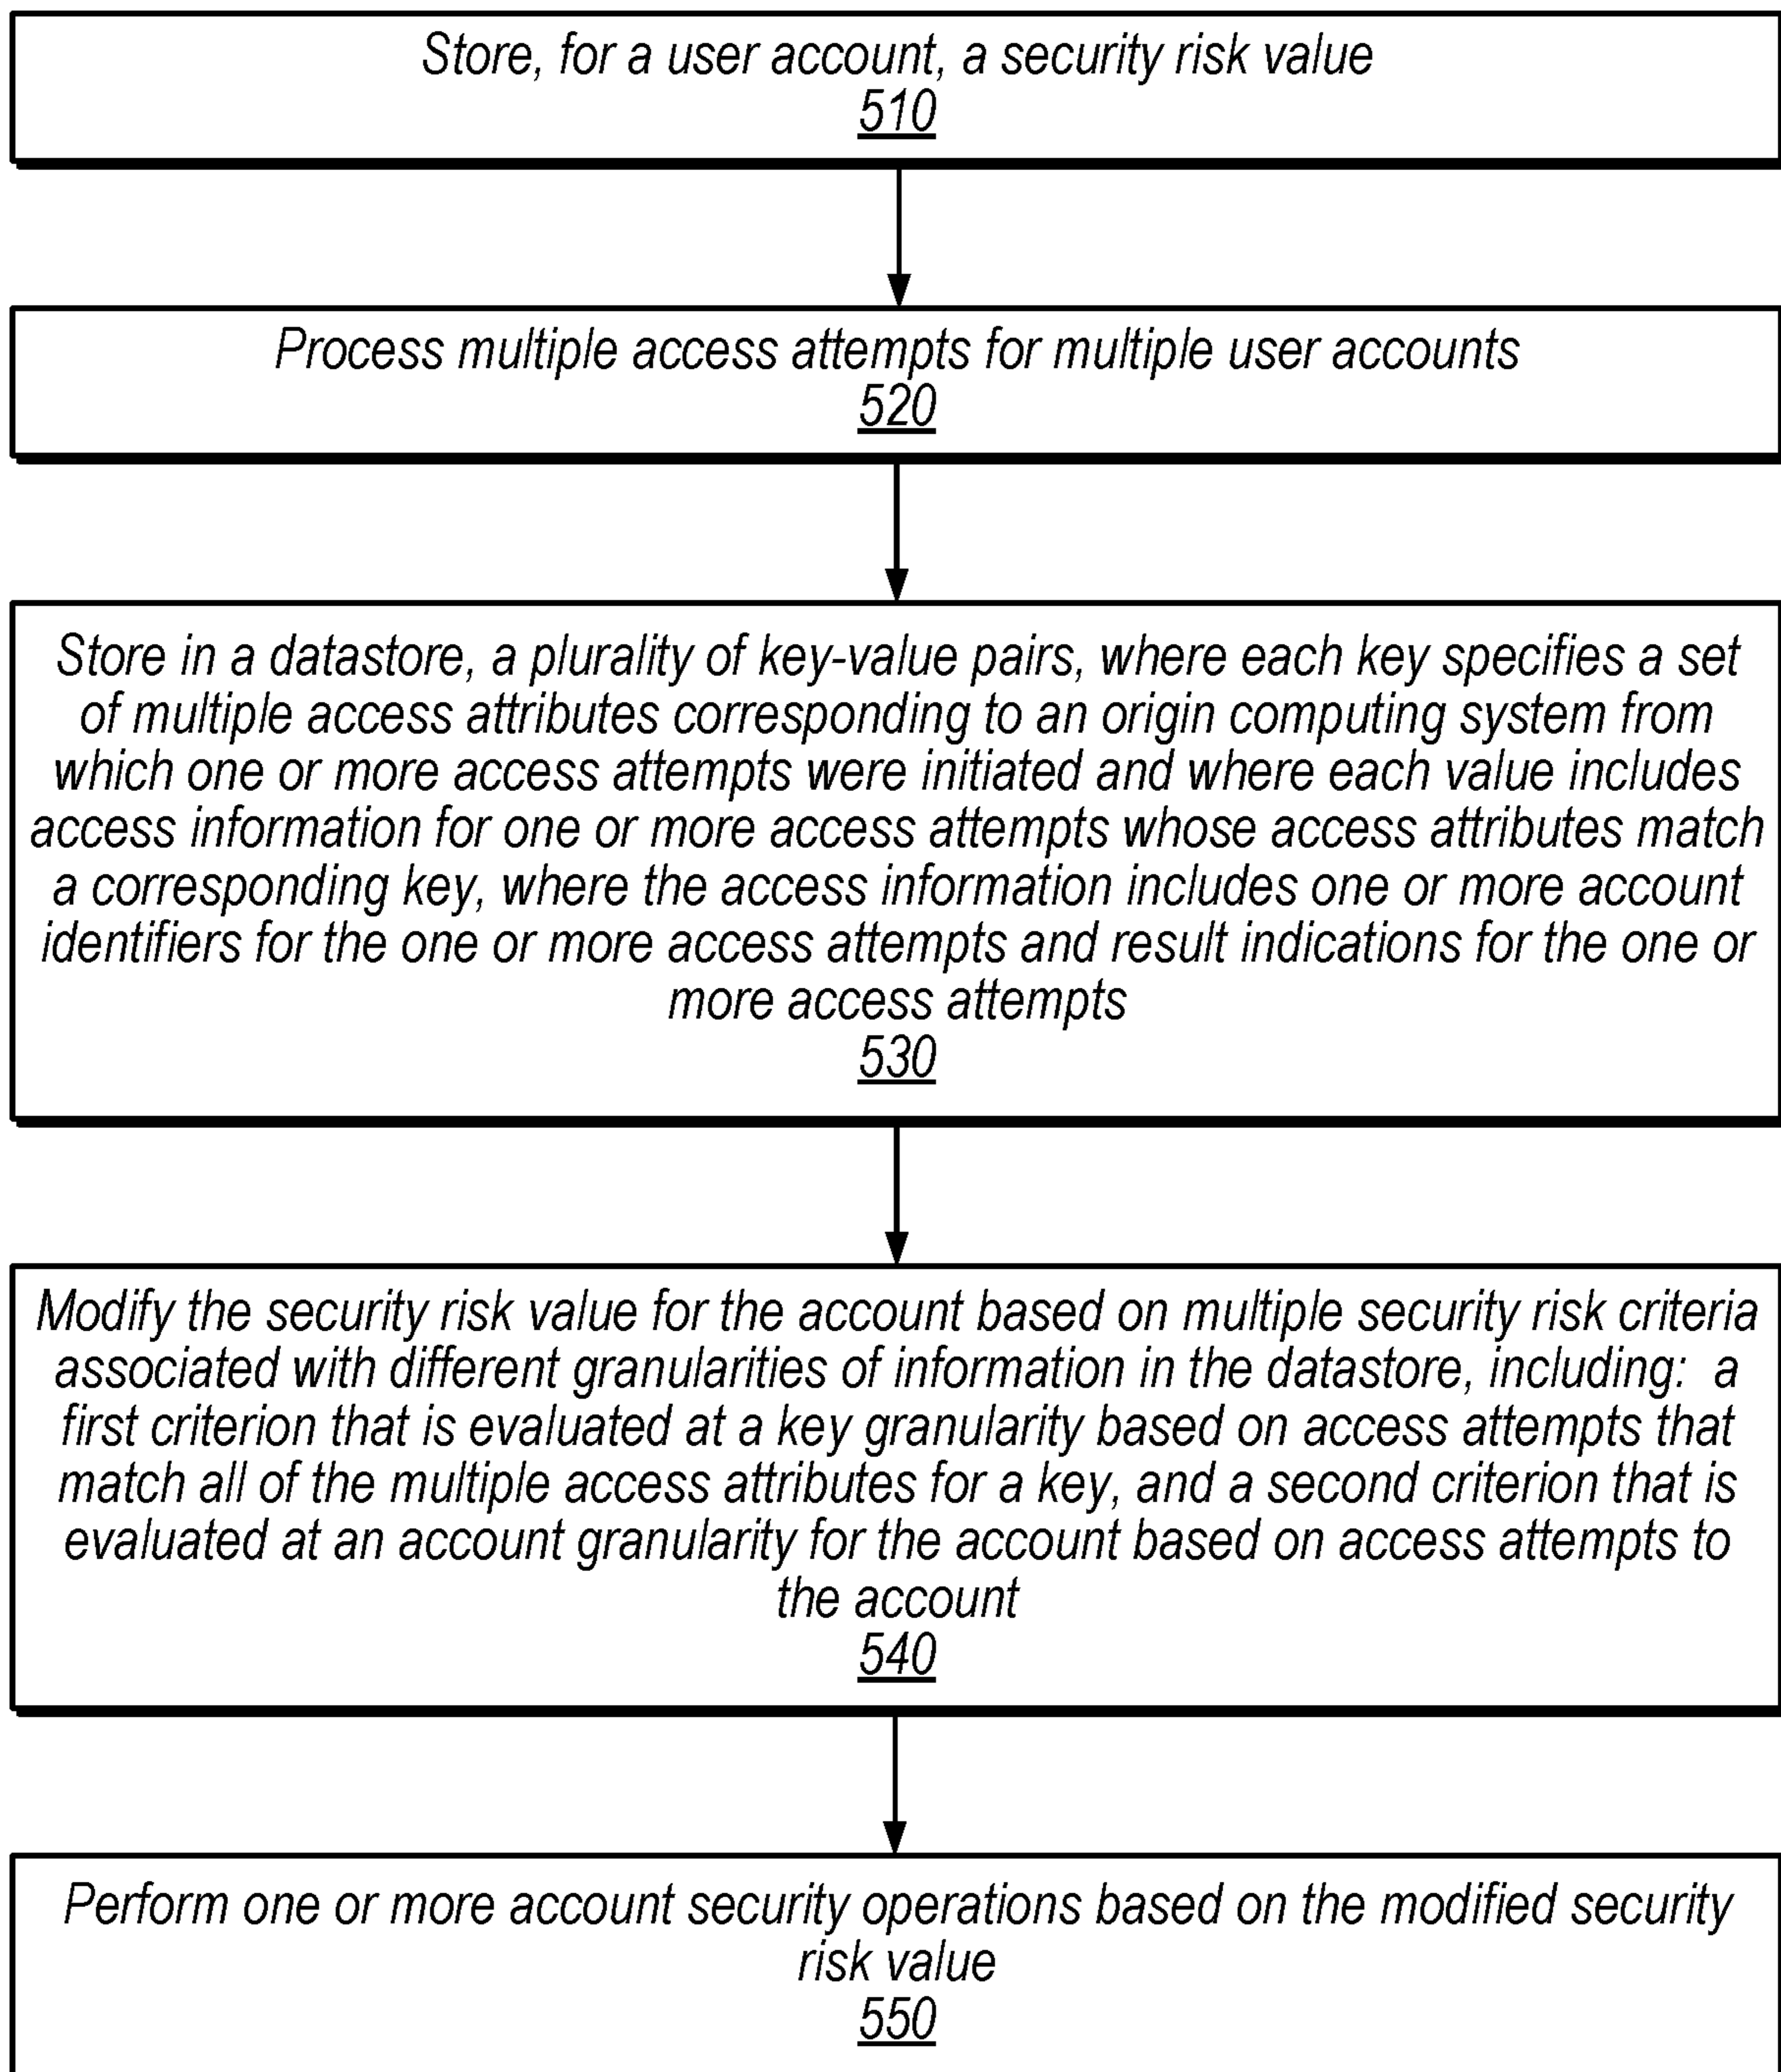 Store, for a user account, a security risk value
510
Process multiple access attempts for multiple user accounts
520
Store in a datastore, a plurality of key-value pairs, where each key specifies a set
of multiple access attributes corresponding to an origin computing system from
which one or more access attempts were initiated and where each value includes
access information for one or more access attempts whose access attributes match
a corresponding key, where the access information includes one or more account
identifiers for the one or more access attempts and result indications for the one or
more access attempts
530
Modify the security risk value for the account based on multiple security risk criteria
associated with different granularities of information in the datastore, including: a
first criterion that is evaluated at a key granularity based on access attempts that
match all of the multiple access attributes for a key, and a second criterion that is
evaluated at an account granularity for the account based on access attempts to
the account
540
Perform one or more account security operations based on the modified security
risk value
550